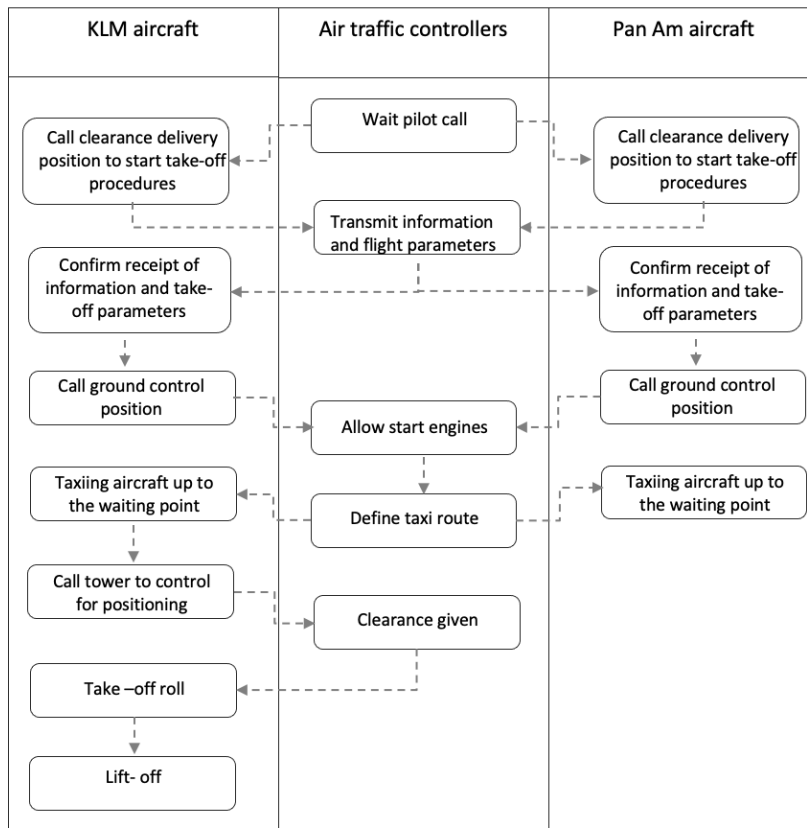 KLM aircraft
Air traffic controllers
Pan Am aircraft
Wait pilot call
Call clearance delivery
position to start take-off
procedures
Call clearance delivery
position to start take-off
procedures
Transmit information
and flight parameters
Confirm receipt of
information and take-
off parameters
Confirm receipt of
information and take-
off parameters
Call ground control
position
Call ground control
position
Allow start engines
Taxiing aircraft up to
the waiting point
Define taxi route
Taxiing aircraft up to
the waiting point
Call tower to control
for positioning
Clearance given
Take –off roll
Lift- off